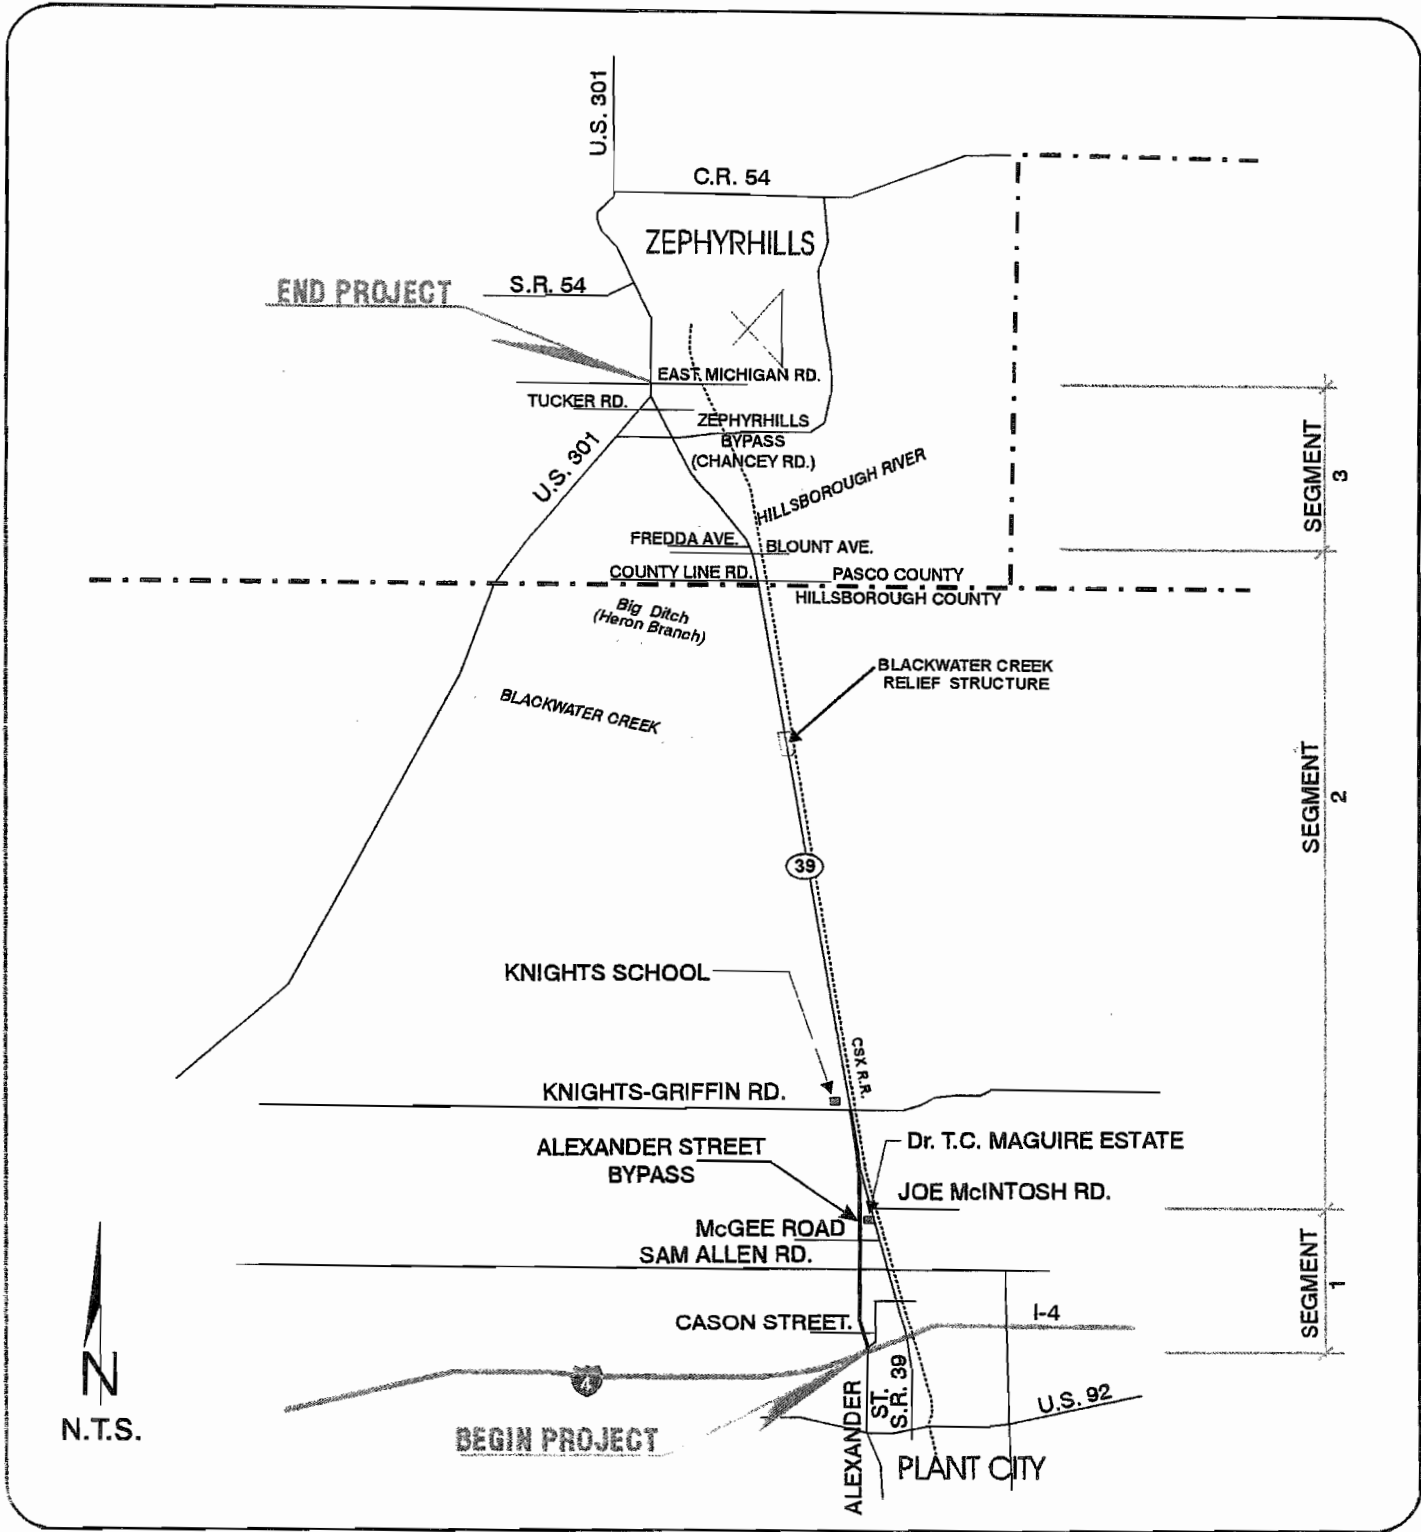 U.S. 301
C.R. 54
ZEPHYRHILLS
END PROJECT
S.R. 54
EAST MICHIGAN RD.
TUCKER RD.
ZEPHYRHILLS
BYPASS
(CHANCEY RD.)
U.S. 301
HILLSBOROUGH RIVER
SEGMENT
3
FREDDA AVE.
BLOUNT AVE.
COUNTY LINE RD.
PASCO COUNTY
HILLSBOROUGH COUNTY
Big Ditch
(Heron Branch)
BLACKWATER CREEK
RELIEF STRUCTURE
BLACKWATER CREEK
SEGMENT
2
39
KNIGHTS SCHOOL
CSX R.R.
KNIGHTS-GRIFFIN RD.
ALEXANDER STREET
BYPASS
Dr. T.C. MAGUIRE ESTATE
JOE McINTOSH RD.
McGEE ROAD
SAM ALLEN RD.
SEGMENT
1
CASON STREET.
I-4
4
N
N.T.S.
BEGIN PROJECT
ALEXANDER
ST.
S.R. 39
U.S. 92
PLANT CITY